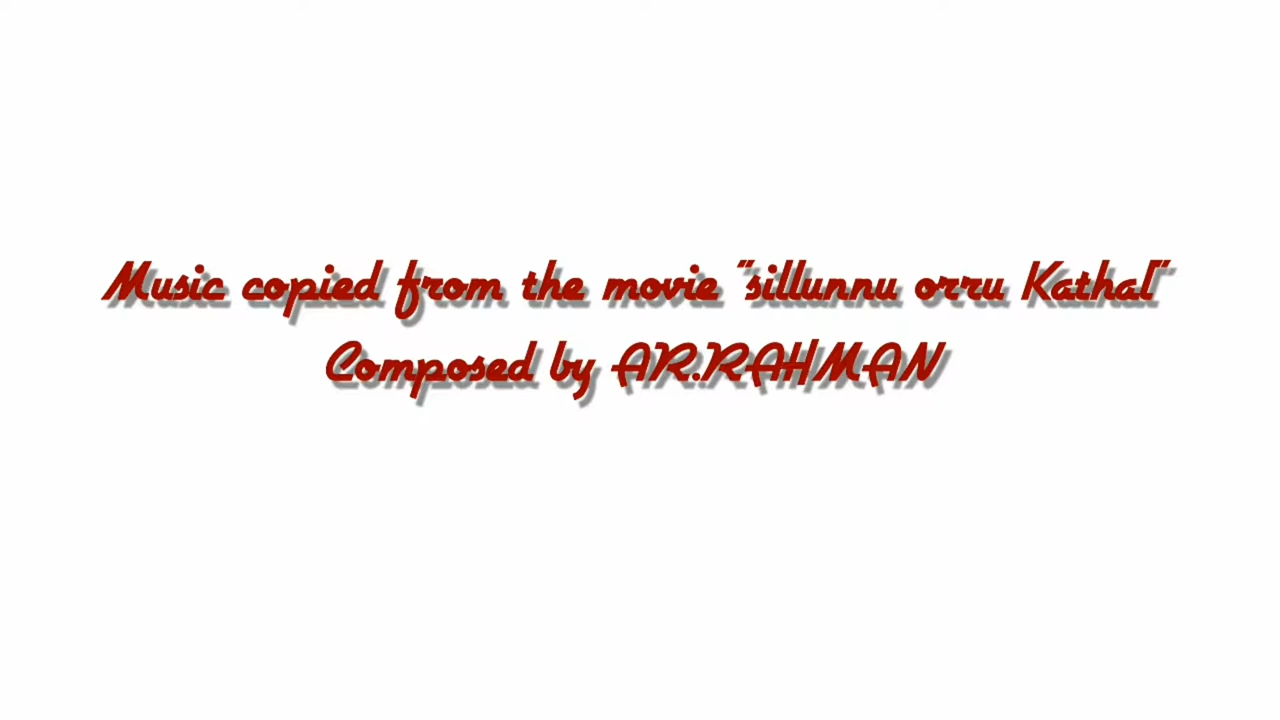 Music copied from the movie "sillunnu orru Kathal"
Composed by AR.RAHMAN